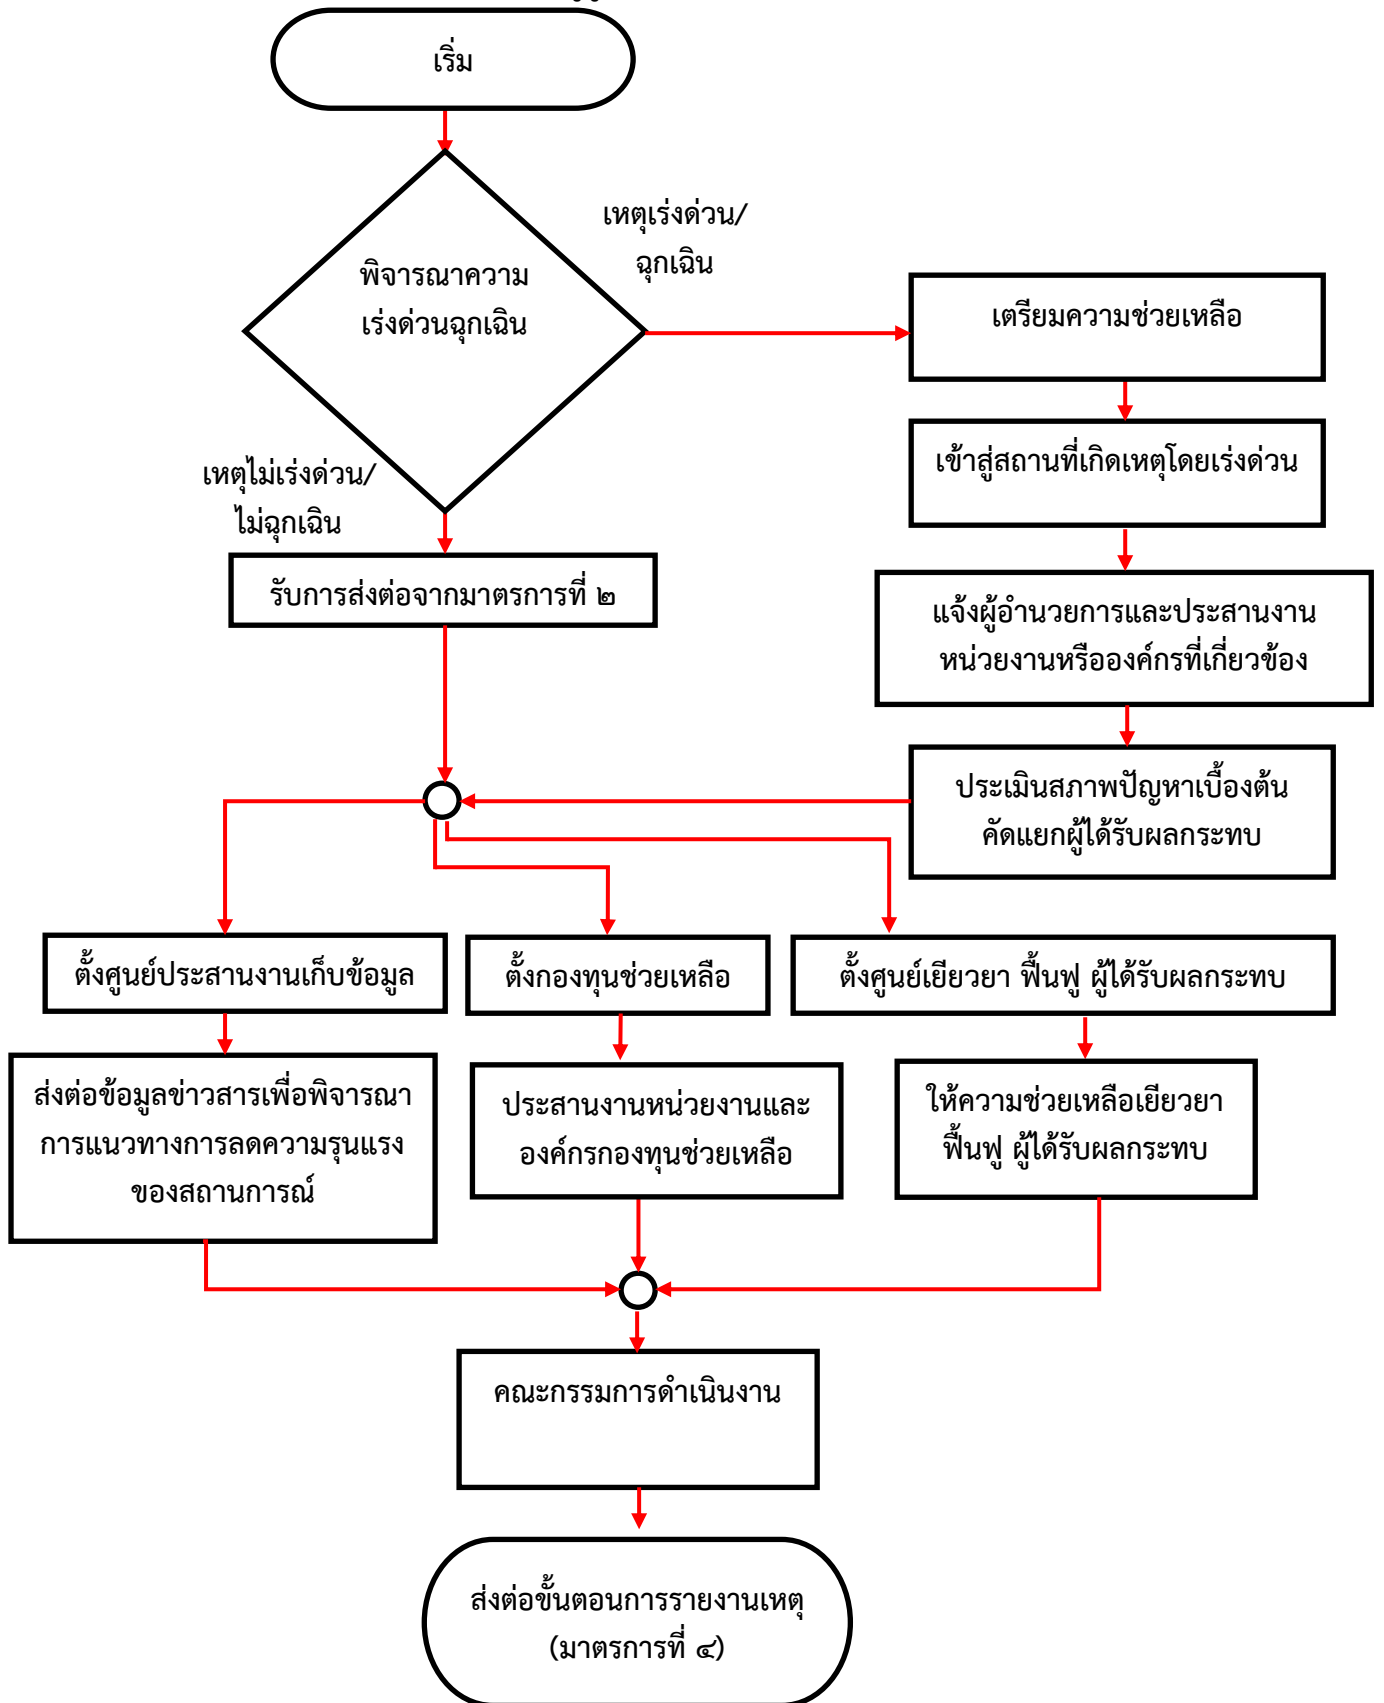 เริ่ม
เหตุเร่งด่วน/
ฉุกเฉิน
พิจารณาความ
เร่งด่วนฉุกเฉิน
เตรียมความช่วยเหลือ
เข้าสู่สถานที่เกิดเหตุโดยเร่งด่วน
เหตุไม่เร่งด่วน/
ไม่ฉุกเฉิน
รับการส่งต่อจากมาตรการที่ ๒
แจ้งผู้อำนวยการและประสานงาน
หน่วยงานหรือองค์กรที่เกี่ยวข้อง
ประเมินสภาพปัญหาเบื้องต้น
คัดแยกผู้ได้รับผลกระทบ
ตั้งศูนย์ประสานงานเก็บข้อมูล
ตั้งกองทุนช่วยเหลือ
ตั้งศูนย์เยียวยา ฟื้นฟู ผู้ได้รับผลกระทบ
ส่งต่อข้อมูลข่าวสารเพื่อพิจารณา
การแนวทางการลดความรุนแรง
ของสถานการณ์
ประสานงานหน่วยงานและ
องค์กรกองทุนช่วยเหลือ
ให้ความช่วยเหลือเยียวยา
ฟื้นฟู ผู้ได้รับผลกระทบ
คณะกรรมการดำเนินงาน
ส่งต่อขั้นตอนการรายงานเหตุ
(มาตรการที่ ๔)